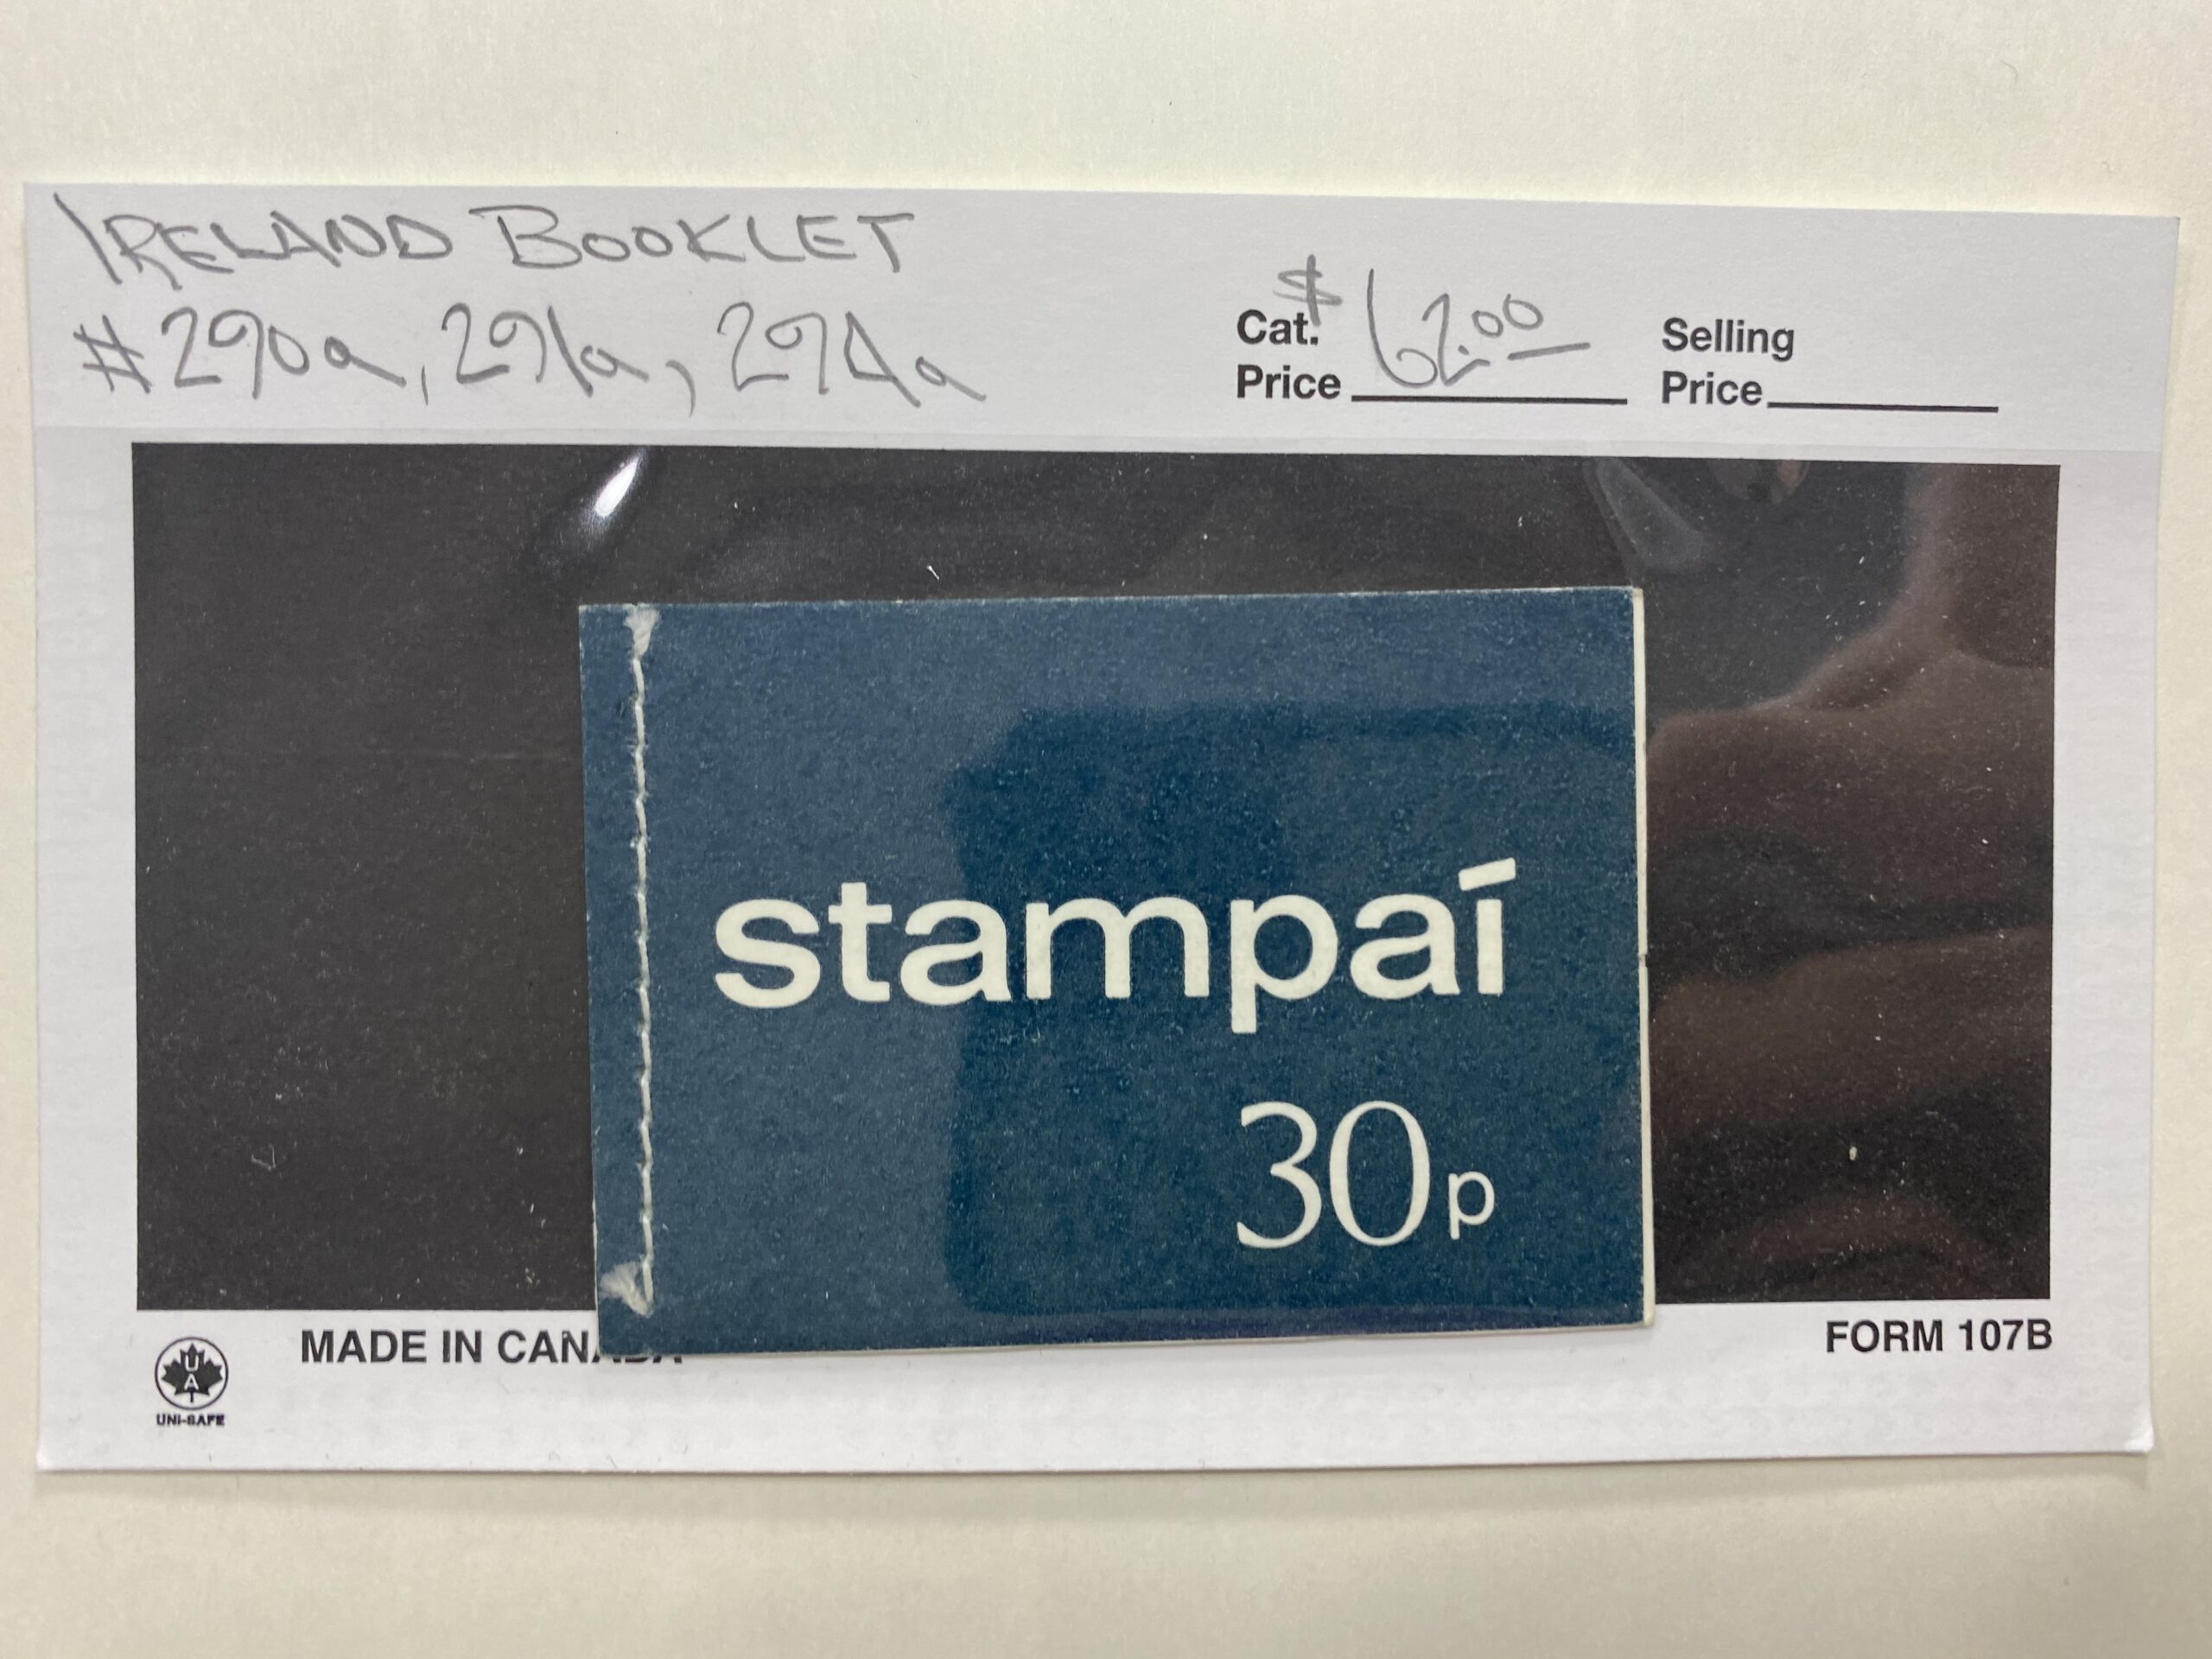 IRELAND BOOKLET
#290a, 291a, 294a
Cat. Price $62.00
Selling Price
stampaí
30p
MADE IN CANADA
FORM 107B
UA
UNI-SAFE